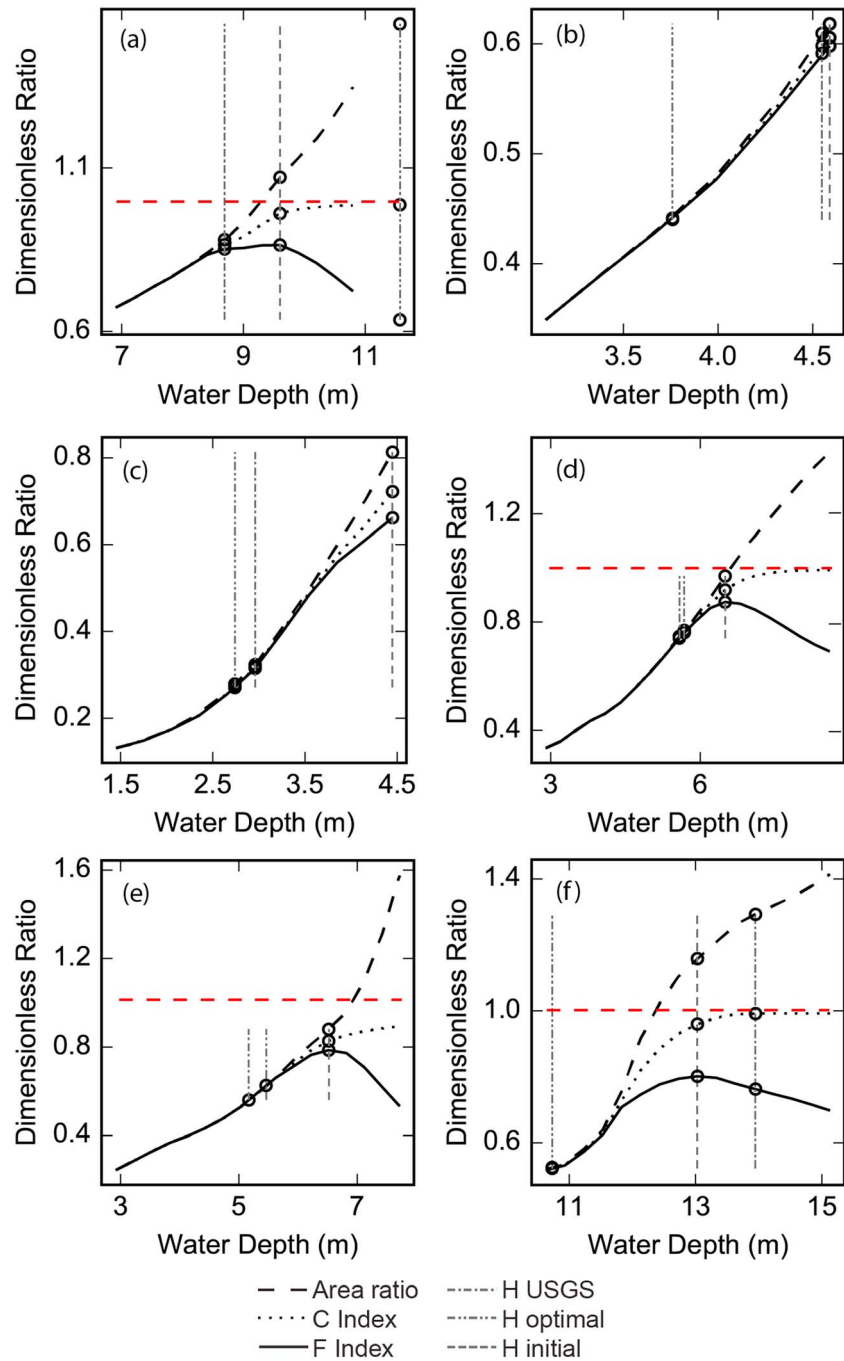 (a)
Dimensionless Ratio
1.1
0.6
7 9 11
Water Depth (m)
(b)
Dimensionless Ratio
0.6
0.5
0.4
3.5 4.0 4.5
Water Depth (m)
(c)
Dimensionless Ratio
0.8
0.6
0.4
0.2
1.5 2.5 3.5 4.5
Water Depth (m)
(d)
Dimensionless Ratio
1.2
0.8
0.4
3 6
Water Depth (m)
(e)
Dimensionless Ratio
1.6
1.2
0.8
0.4
3 5 7
Water Depth (m)
(f)
Dimensionless Ratio
1.4
1.0
0.6
11 13 15
Water Depth (m)
Area ratio
C Index
F Index
H USGS
H optimal
H initial